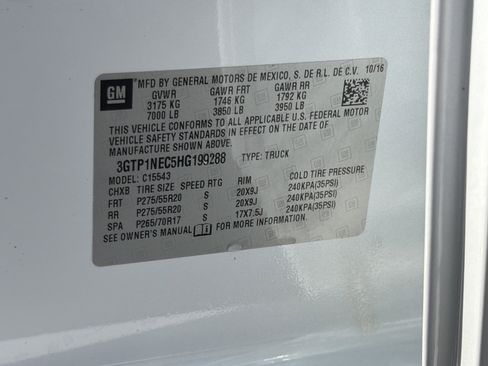 GM
MFD BY GENERAL MOTORS DE MEXICO, S. DE R.L. DE C.V. 10/16
GVWR GAWR FRT GAWR RR
3175 KG 1746 KG 1792 KG
7000 LB 3850 LB 3950 LB
THIS VEHICLE CONFORMS TO ALL APPLICABLE U.S. FEDERAL MOTOR
VEHICLE SAFETY STANDARDS IN EFFECT ON THE DATE OF
MANUFACTURE SHOWN ABOVE.
3GTP1NEC5HG199288 TYPE: TRUCK
MODEL: C15543
CHXB TIRE SIZE SPEED RTG RIM COLD TIRE PRESSURE
FRT P275/55R20 S 20X9J 240KPA(35PSI)
RR P275/55R20 S 20X9J 240KPA(35PSI)
SPA P265/70R17 S 17X7.5J 240KPA(35PSI)
SEE OWNER'S MANUAL FOR MORE INFORMATION.